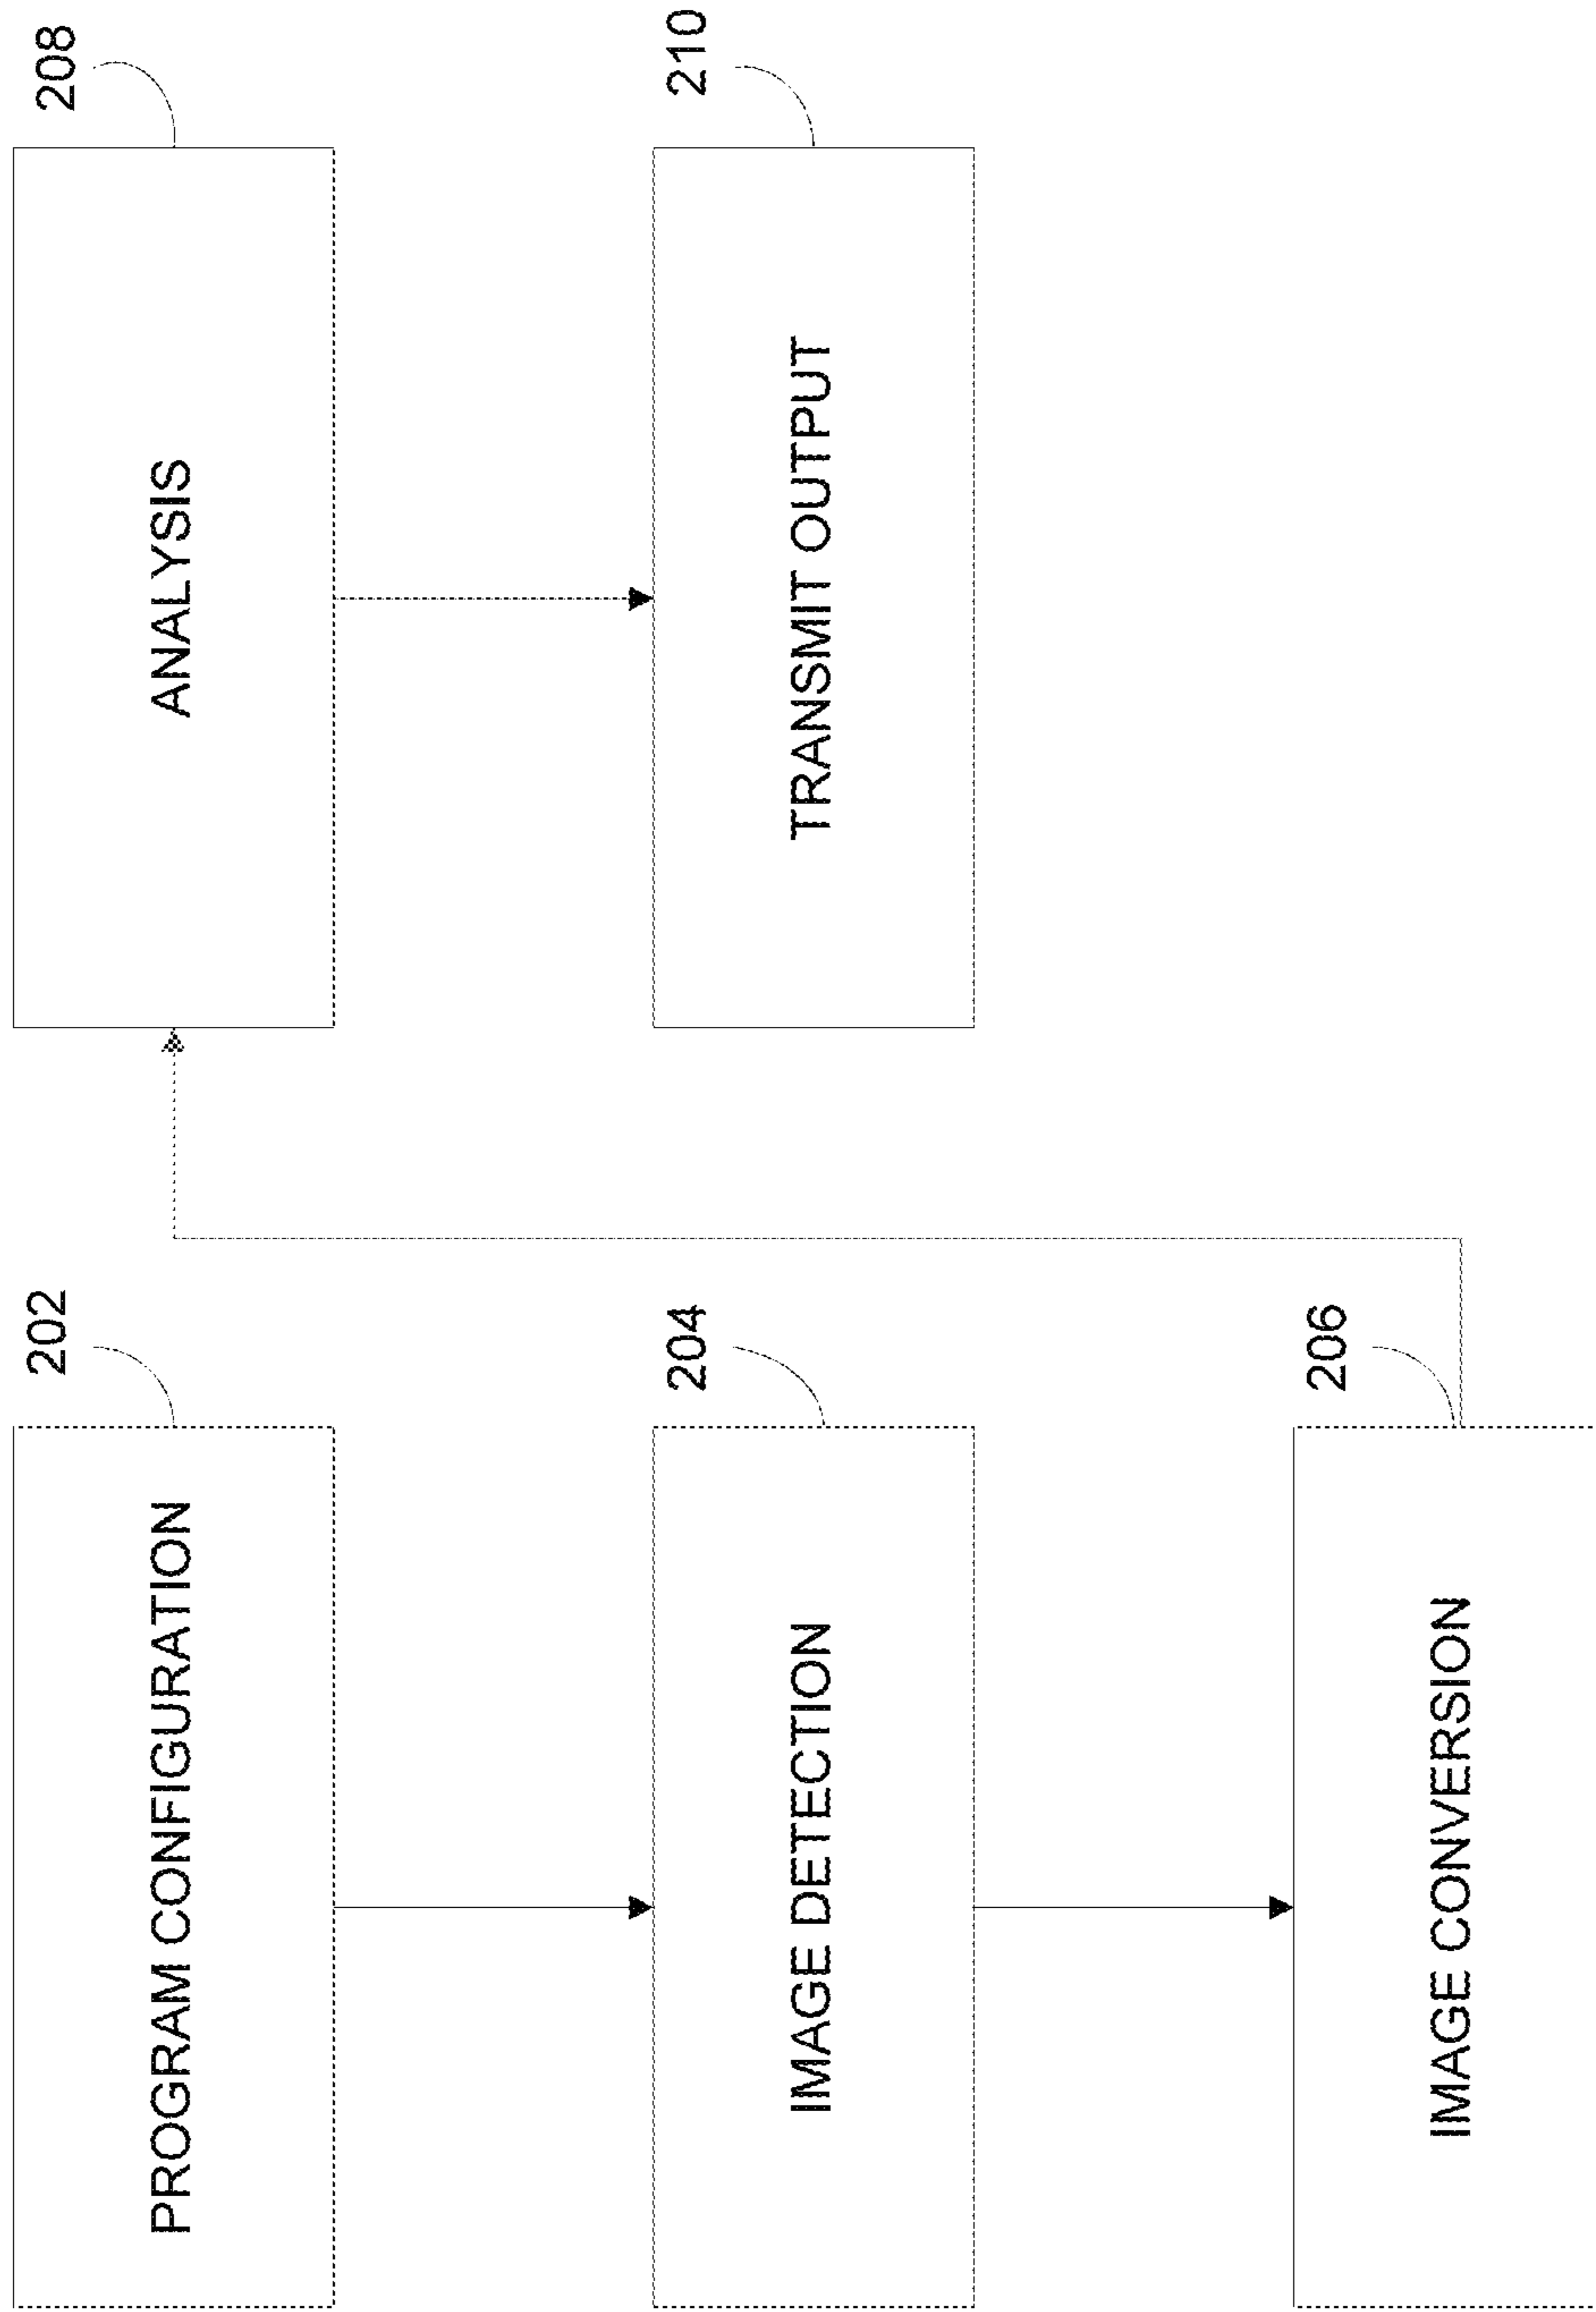 202
PROGRAM CONFIGURATION
204
IMAGE DETECTION
206
IMAGE CONVERSION
208
ANALYSIS
210
TRANSMIT OUTPUT